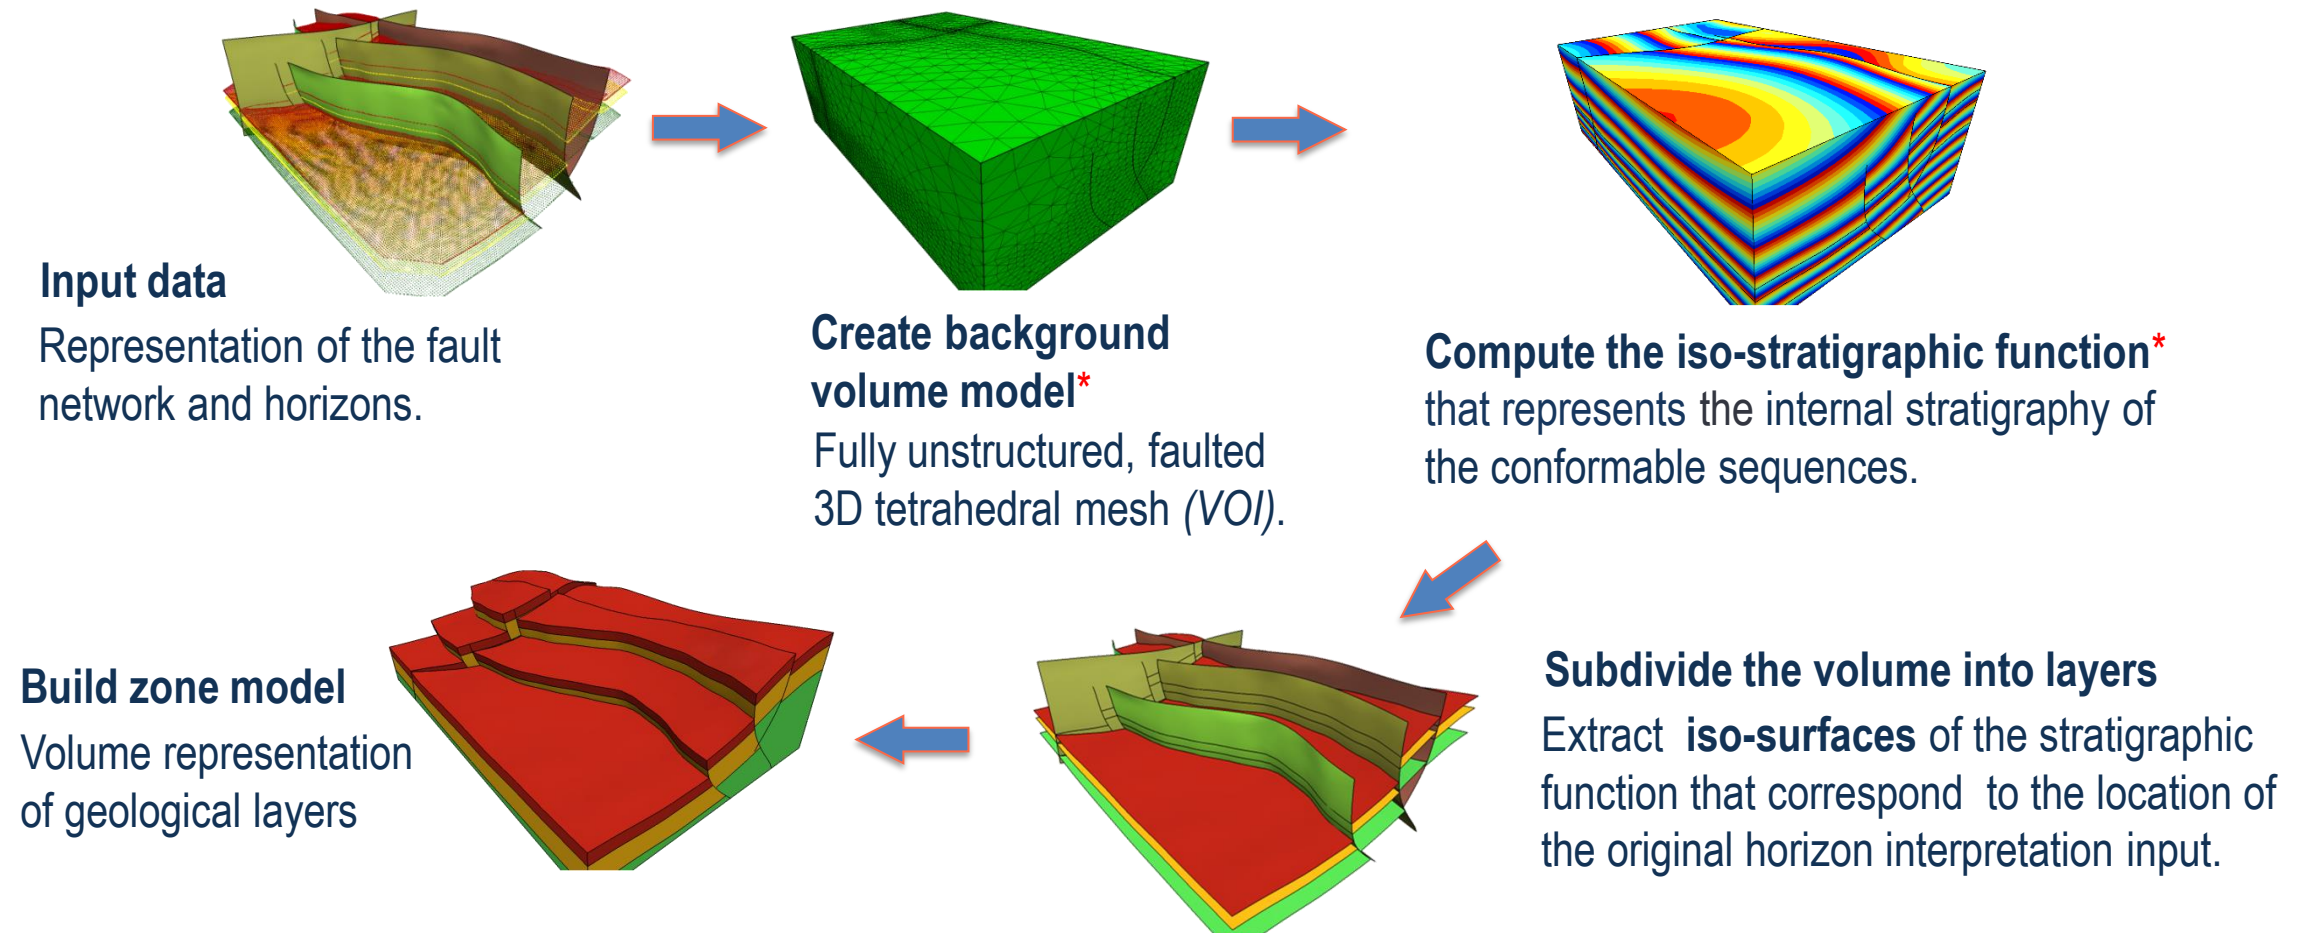 Input data
Representation of the fault
network and horizons.
Create background
volume model*
Fully unstructured, faulted
3D tetrahedral mesh (VOI).
Compute the iso-stratigraphic function*
that represents the internal stratigraphy of
the conformable sequences.
Subdivide the volume into layers
Extract iso-surfaces of the stratigraphic
function that correspond to the location of
the original horizon interpretation input.
Build zone model
Volume representation
of geological layers